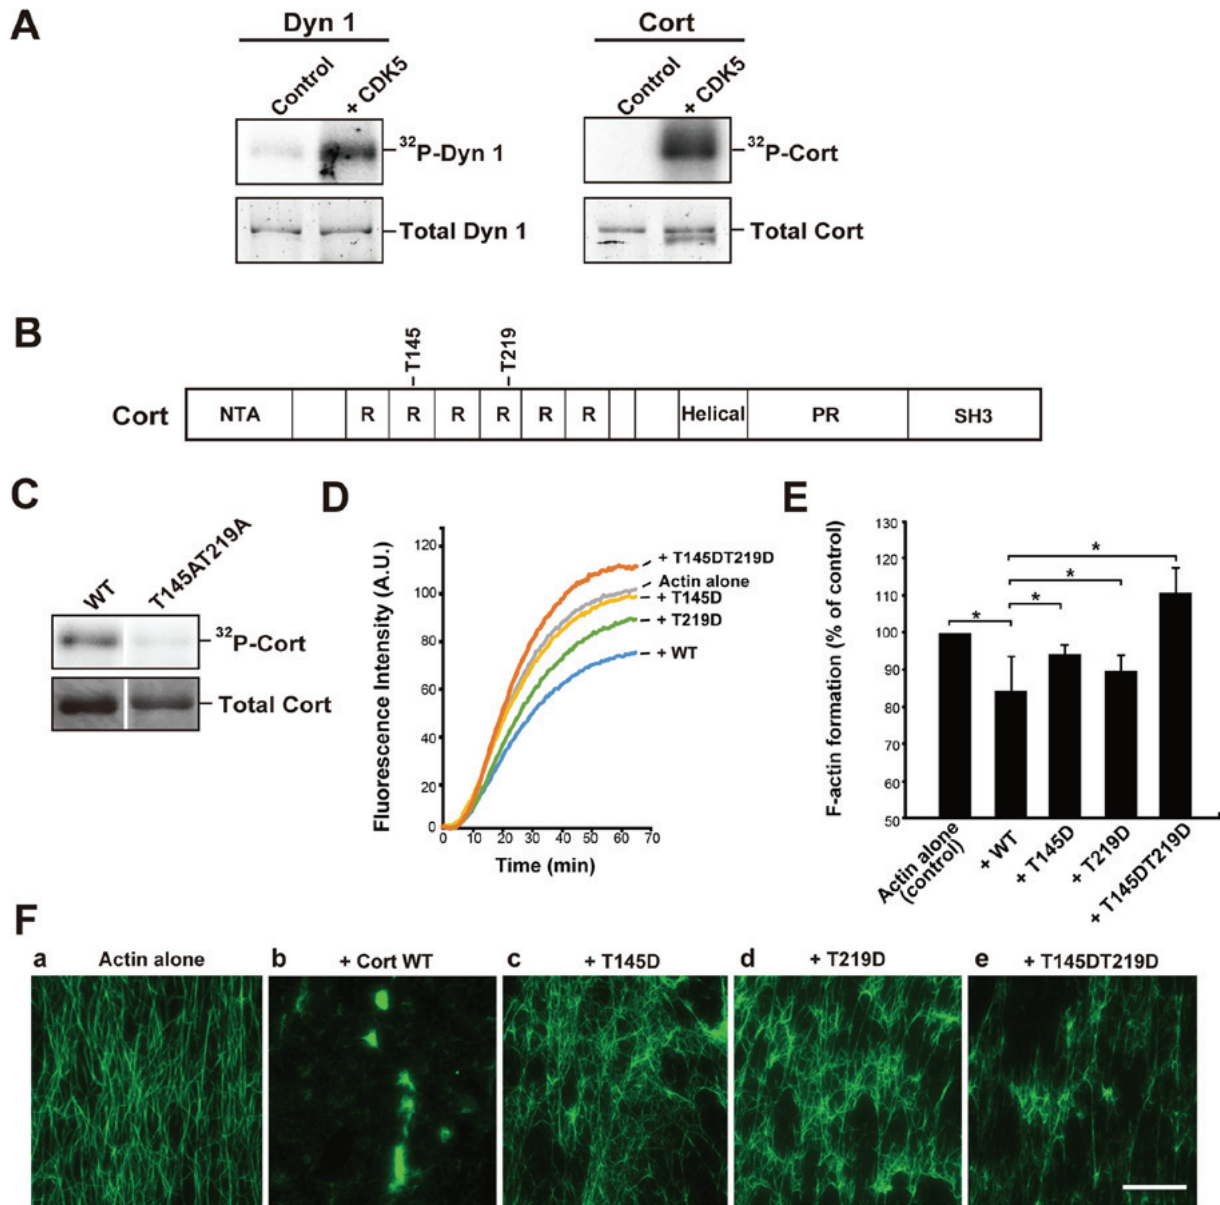 A
Dyn 1
Cort
Control
+ CDK5
Control
+ CDK5
32P-Dyn 1
32P-Cort
Total Dyn 1
Total Cort
B
T145
T219
Cort
NTA R R R R R R Helical PR SH3
C
WT
T145AT219A
32P-Cort
Total Cort
D
Fluorescence Intensity (A.U.)
120
100
80
60
40
20
0
0 10 20 30 40 50 60 70
Time (min)
+ T145DT219D
Actin alone
+ T145D
+ T219D
+ WT
E
F-actin formation (% of control)
130
120
110
100
90
80
70
60
50
*
*
*
*
Actin alone
(control)
+ WT
+ T145D
+ T219D
+ T145DT219D
F
a Actin alone
b + Cort WT
c + T145D
d + T219D
e + T145DT219D